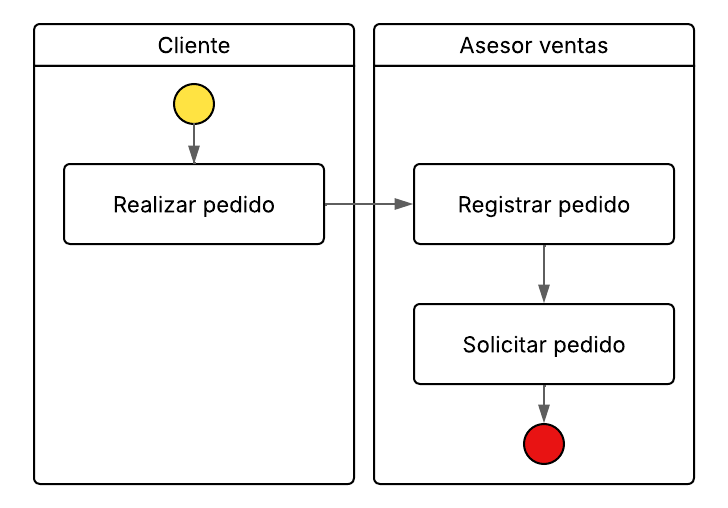 Cliente
Asesor ventas
Realizar pedido
Registrar pedido
Solicitar pedido